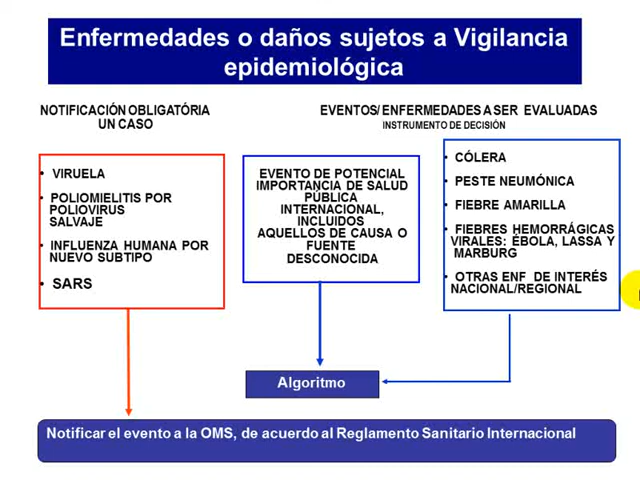 Enfermedades o daños sujetos a Vigilancia
epidemiológica
NOTIFICACIÓN OBLIGATÓRIA
UN CASO
EVENTOS/ ENFERMEDADES A SER EVALUADAS
INSTRUMENTO DE DECISIÓN
• VIRUELA
• POLIOMIELITIS POR
POLIOVIRUS
SALVAJE
• INFLUENZA HUMANA POR
NUEVO SUBTIPO
• SARS
EVENTO DE POTENCIAL
IMPORTANCIA DE SALUD
PÚBLICA
INTERNACIONAL,
INCLUIDOS
AQUELLOS DE CAUSA O
FUENTE
DESCONOCIDA
• CÓLERA
• PESTE NEUMÓNICA
• FIEBRE AMARILLA
• FIEBRES HEMORRÁGICAS
VIRALES: ÉBOLA, LASSA Y
MARBURG
• OTRAS ENF DE INTERÉS
NACIONAL/REGIONAL
Algoritmo
Notificar el evento a la OMS, de acuerdo al Reglamento Sanitario Internacional